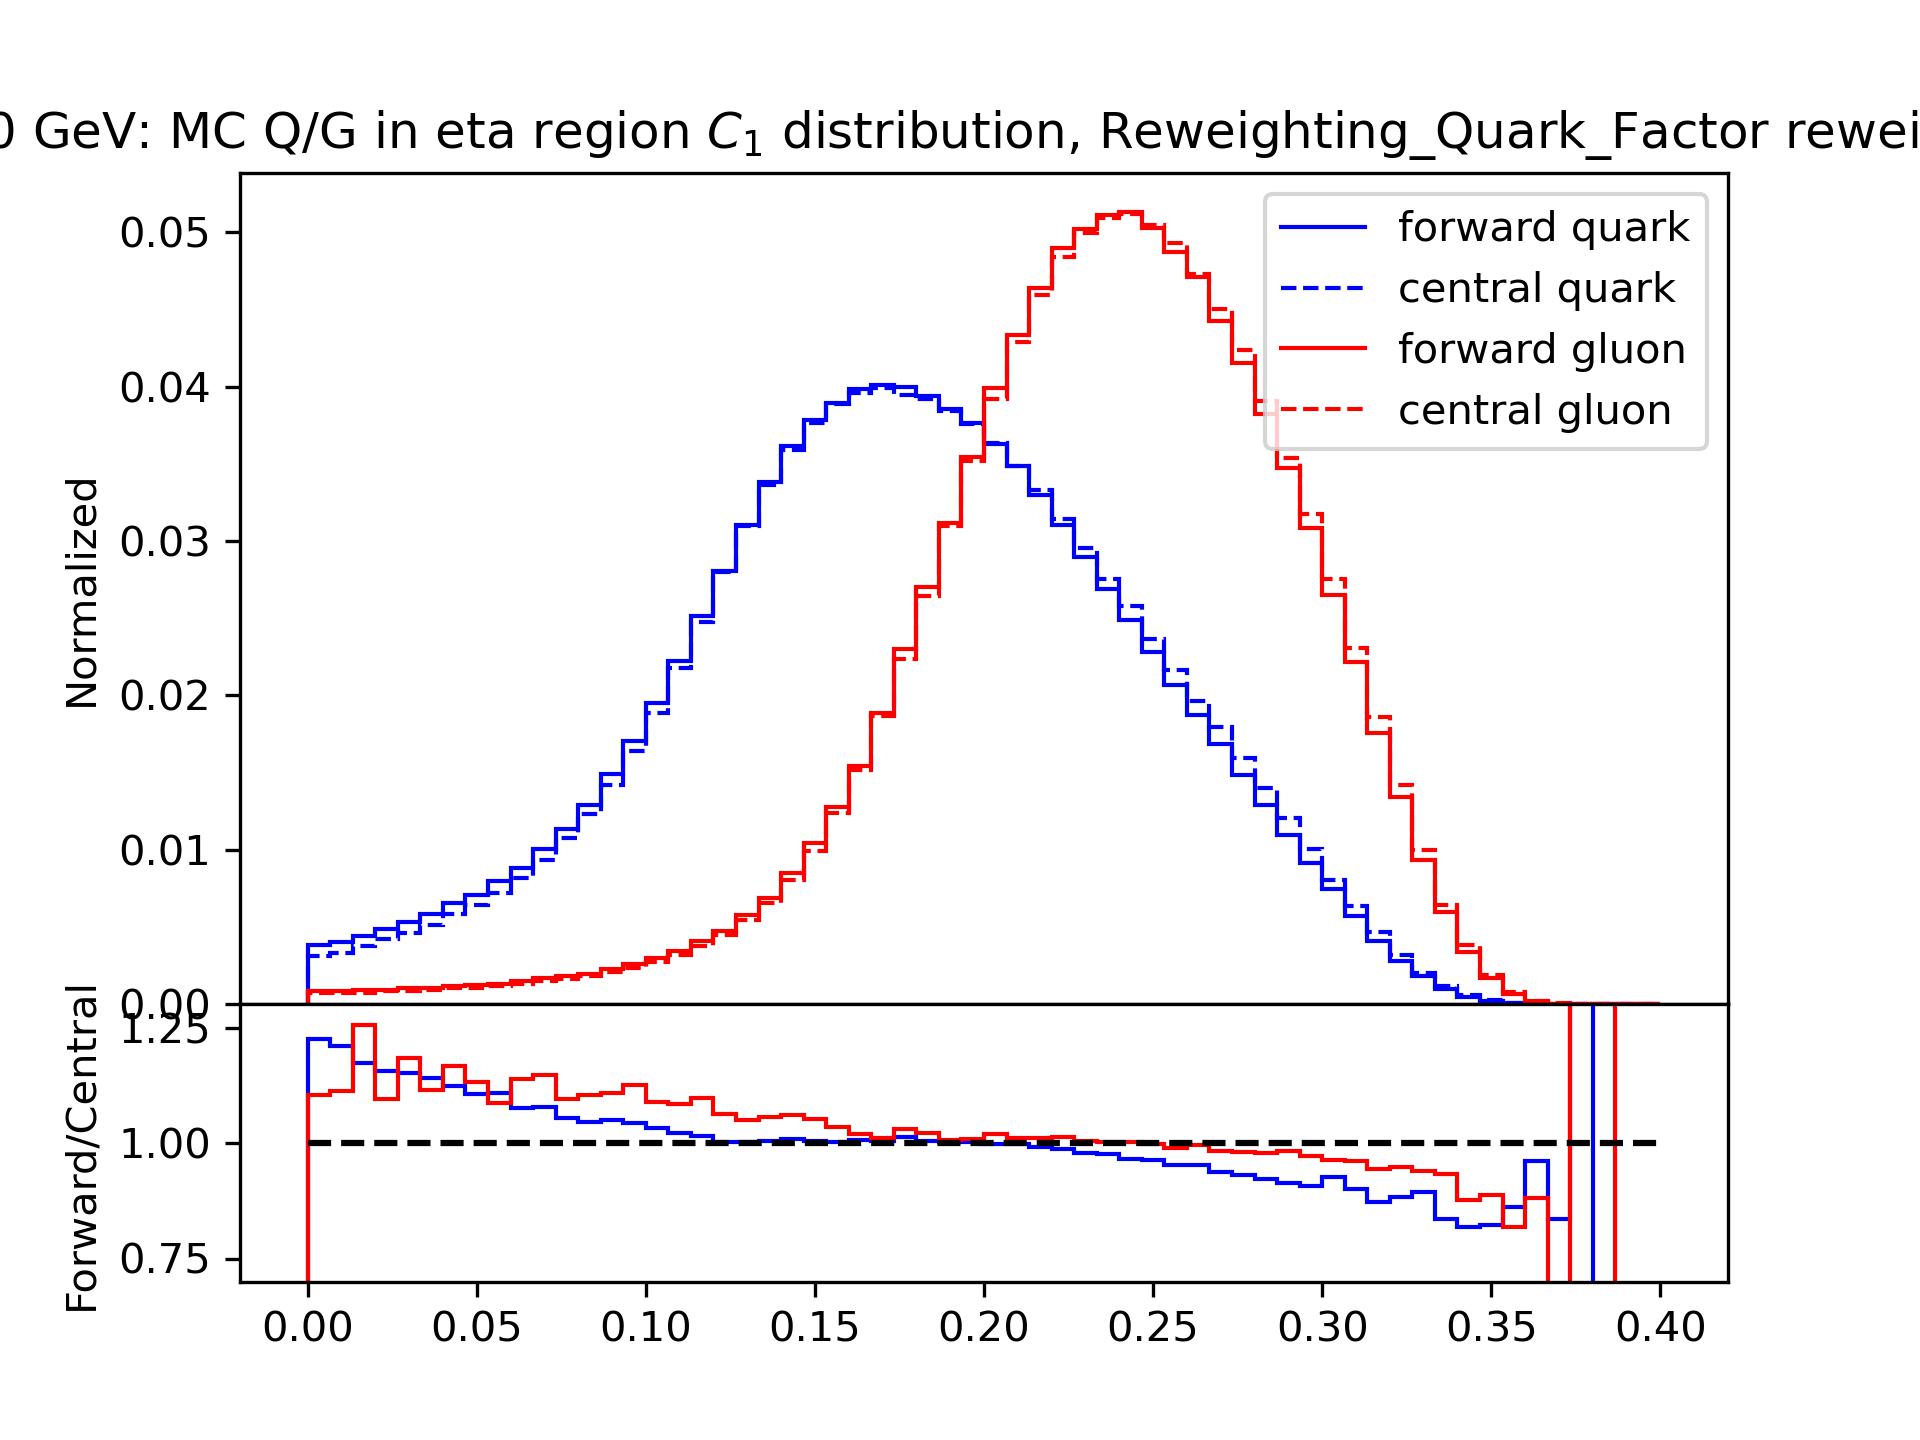 0 GeV: MC Q/G in eta region C₁ distribution, Reweighting_Quark_Factor rewei
forward quark
central quark
forward gluon
central gluon
Normalized
0.05
0.04
0.03
0.02
0.01
0.00
Forward/Central
1.25
1.00
0.75
0.00 0.05 0.10 0.15 0.20 0.25 0.30 0.35 0.40